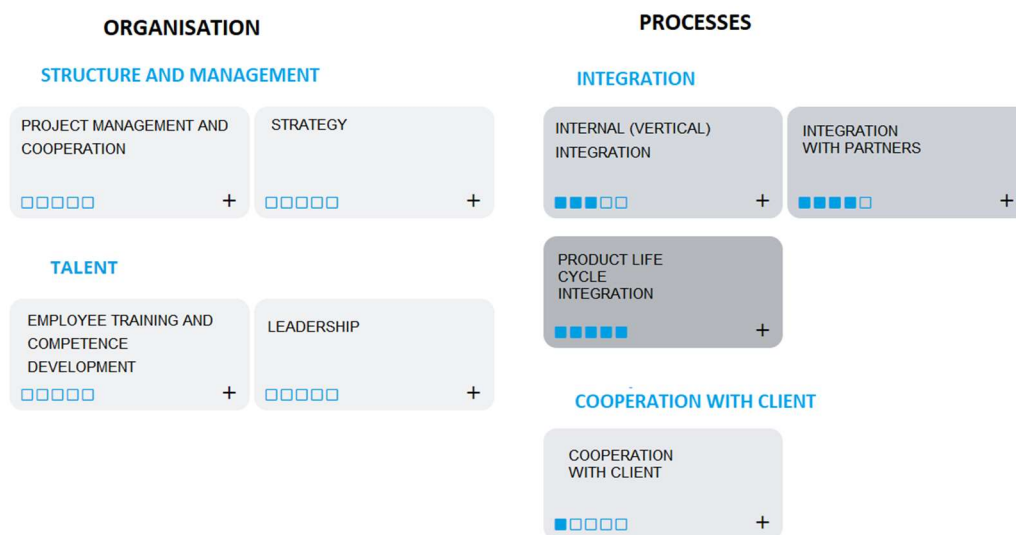 ORGANISATION
STRUCTURE AND MANAGEMENT
PROJECT MANAGEMENT AND
COOPERATION
+
STRATEGY
+
TALENT
EMPLOYEE TRAINING AND
COMPETENCE
DEVELOPMENT
+
LEADERSHIP
+
PROCESSES
INTEGRATION
INTERNAL (VERTICAL)
INTEGRATION
+
INTEGRATION
WITH PARTNERS
+
PRODUCT LIFE
CYCLE
INTEGRATION
+
COOPERATION WITH CLIENT
COOPERATION
WITH CLIENT
+